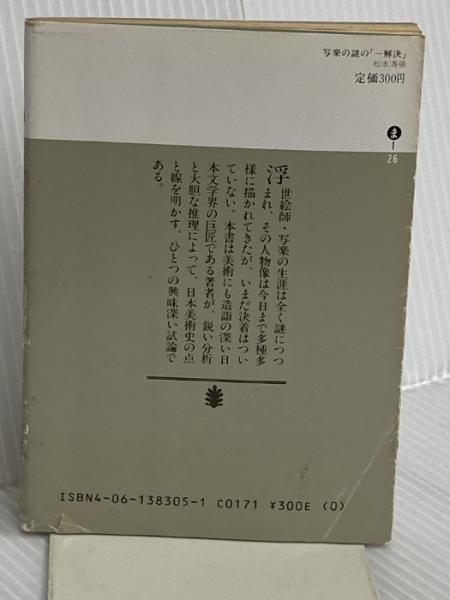 写楽の謎の「一解決」
松本清張
定価300円
ま-
26
浮世絵師・写楽の生涯は全く謎につつ
まれ、その人物像は今日まで多種多
様に描かれてきたが、いまだ決着はつい
ていない。本書は美術にも造詣の深い日
本文学界の巨匠である著者が、鋭い分析
と大胆な推理によって、日本美術史の点
と線を明かす、ひとつの興味深い試論で
ある。
ISBN4-06-138305-1 C0171 ¥300E (0)